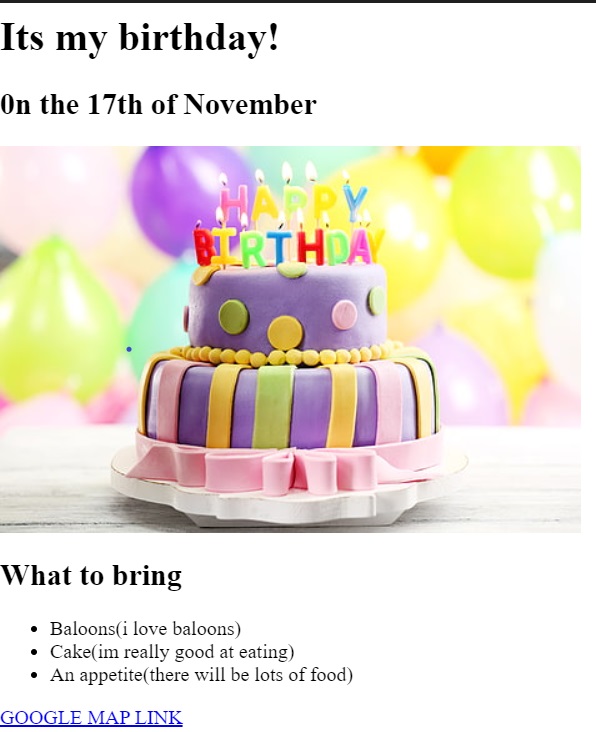 Its my birthday!
0n the 17th of November
HAPPY
BIRTHDAY
What to bring
Baloons(i love baloons)
Cake(im really good at eating)
An appetite(there will be lots of food)
GOOGLE MAP LINK